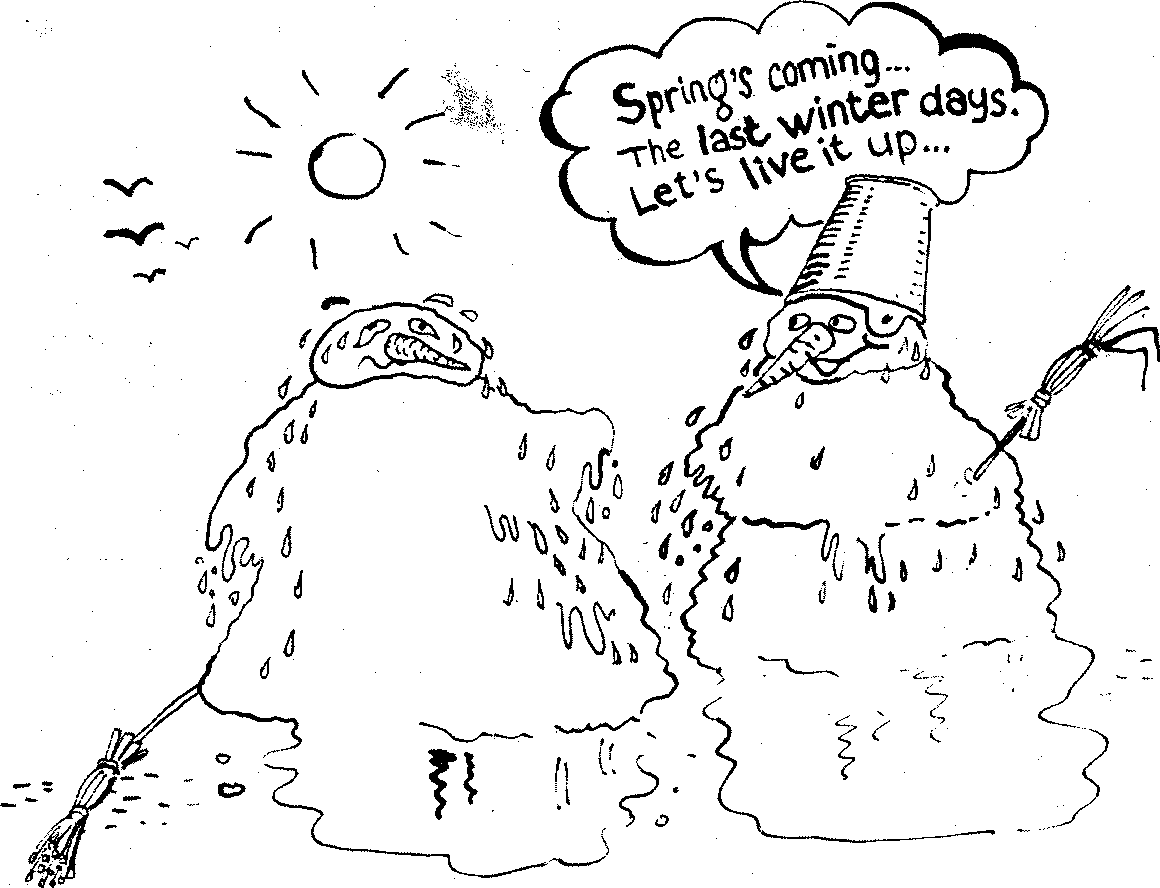 Spring's coming...
The last winter days.
Let's live it up...